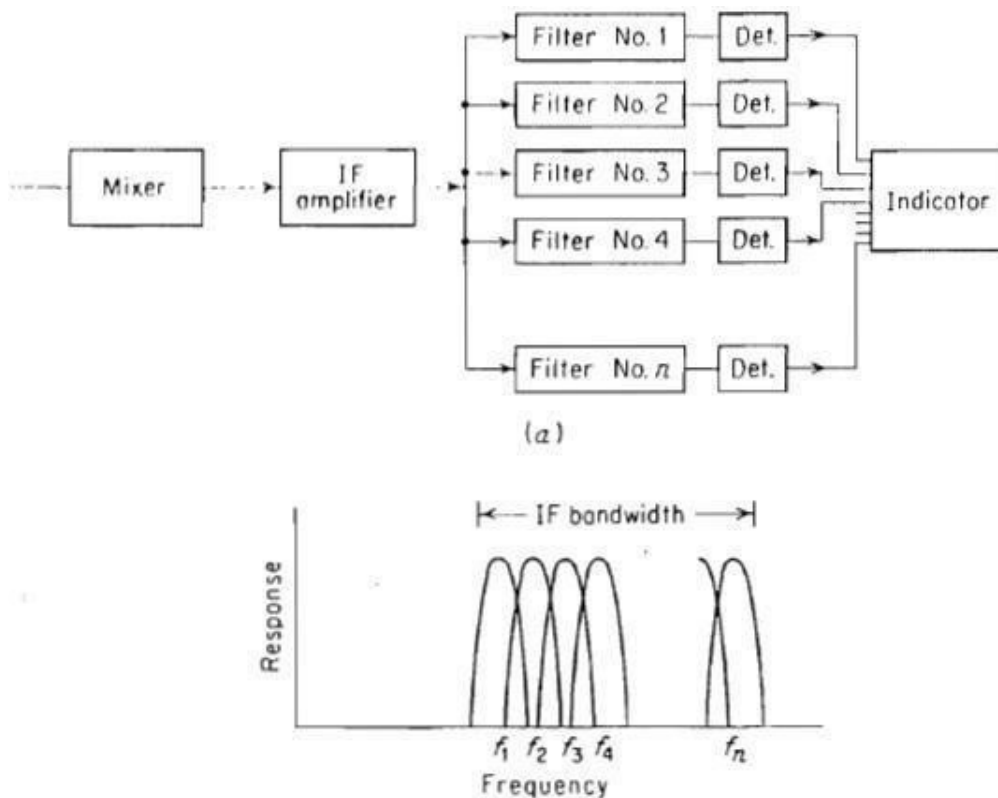 Filter No. 1
Det.
Filter No. 2
Det.
Mixer
IF
amplifier
Filter No. 3
Det.
Indicator
Filter No. 4
Det.
Filter No. n
Det.
(a)
IF bandwidth
Response
f1 f2 f3 f4 fn
Frequency